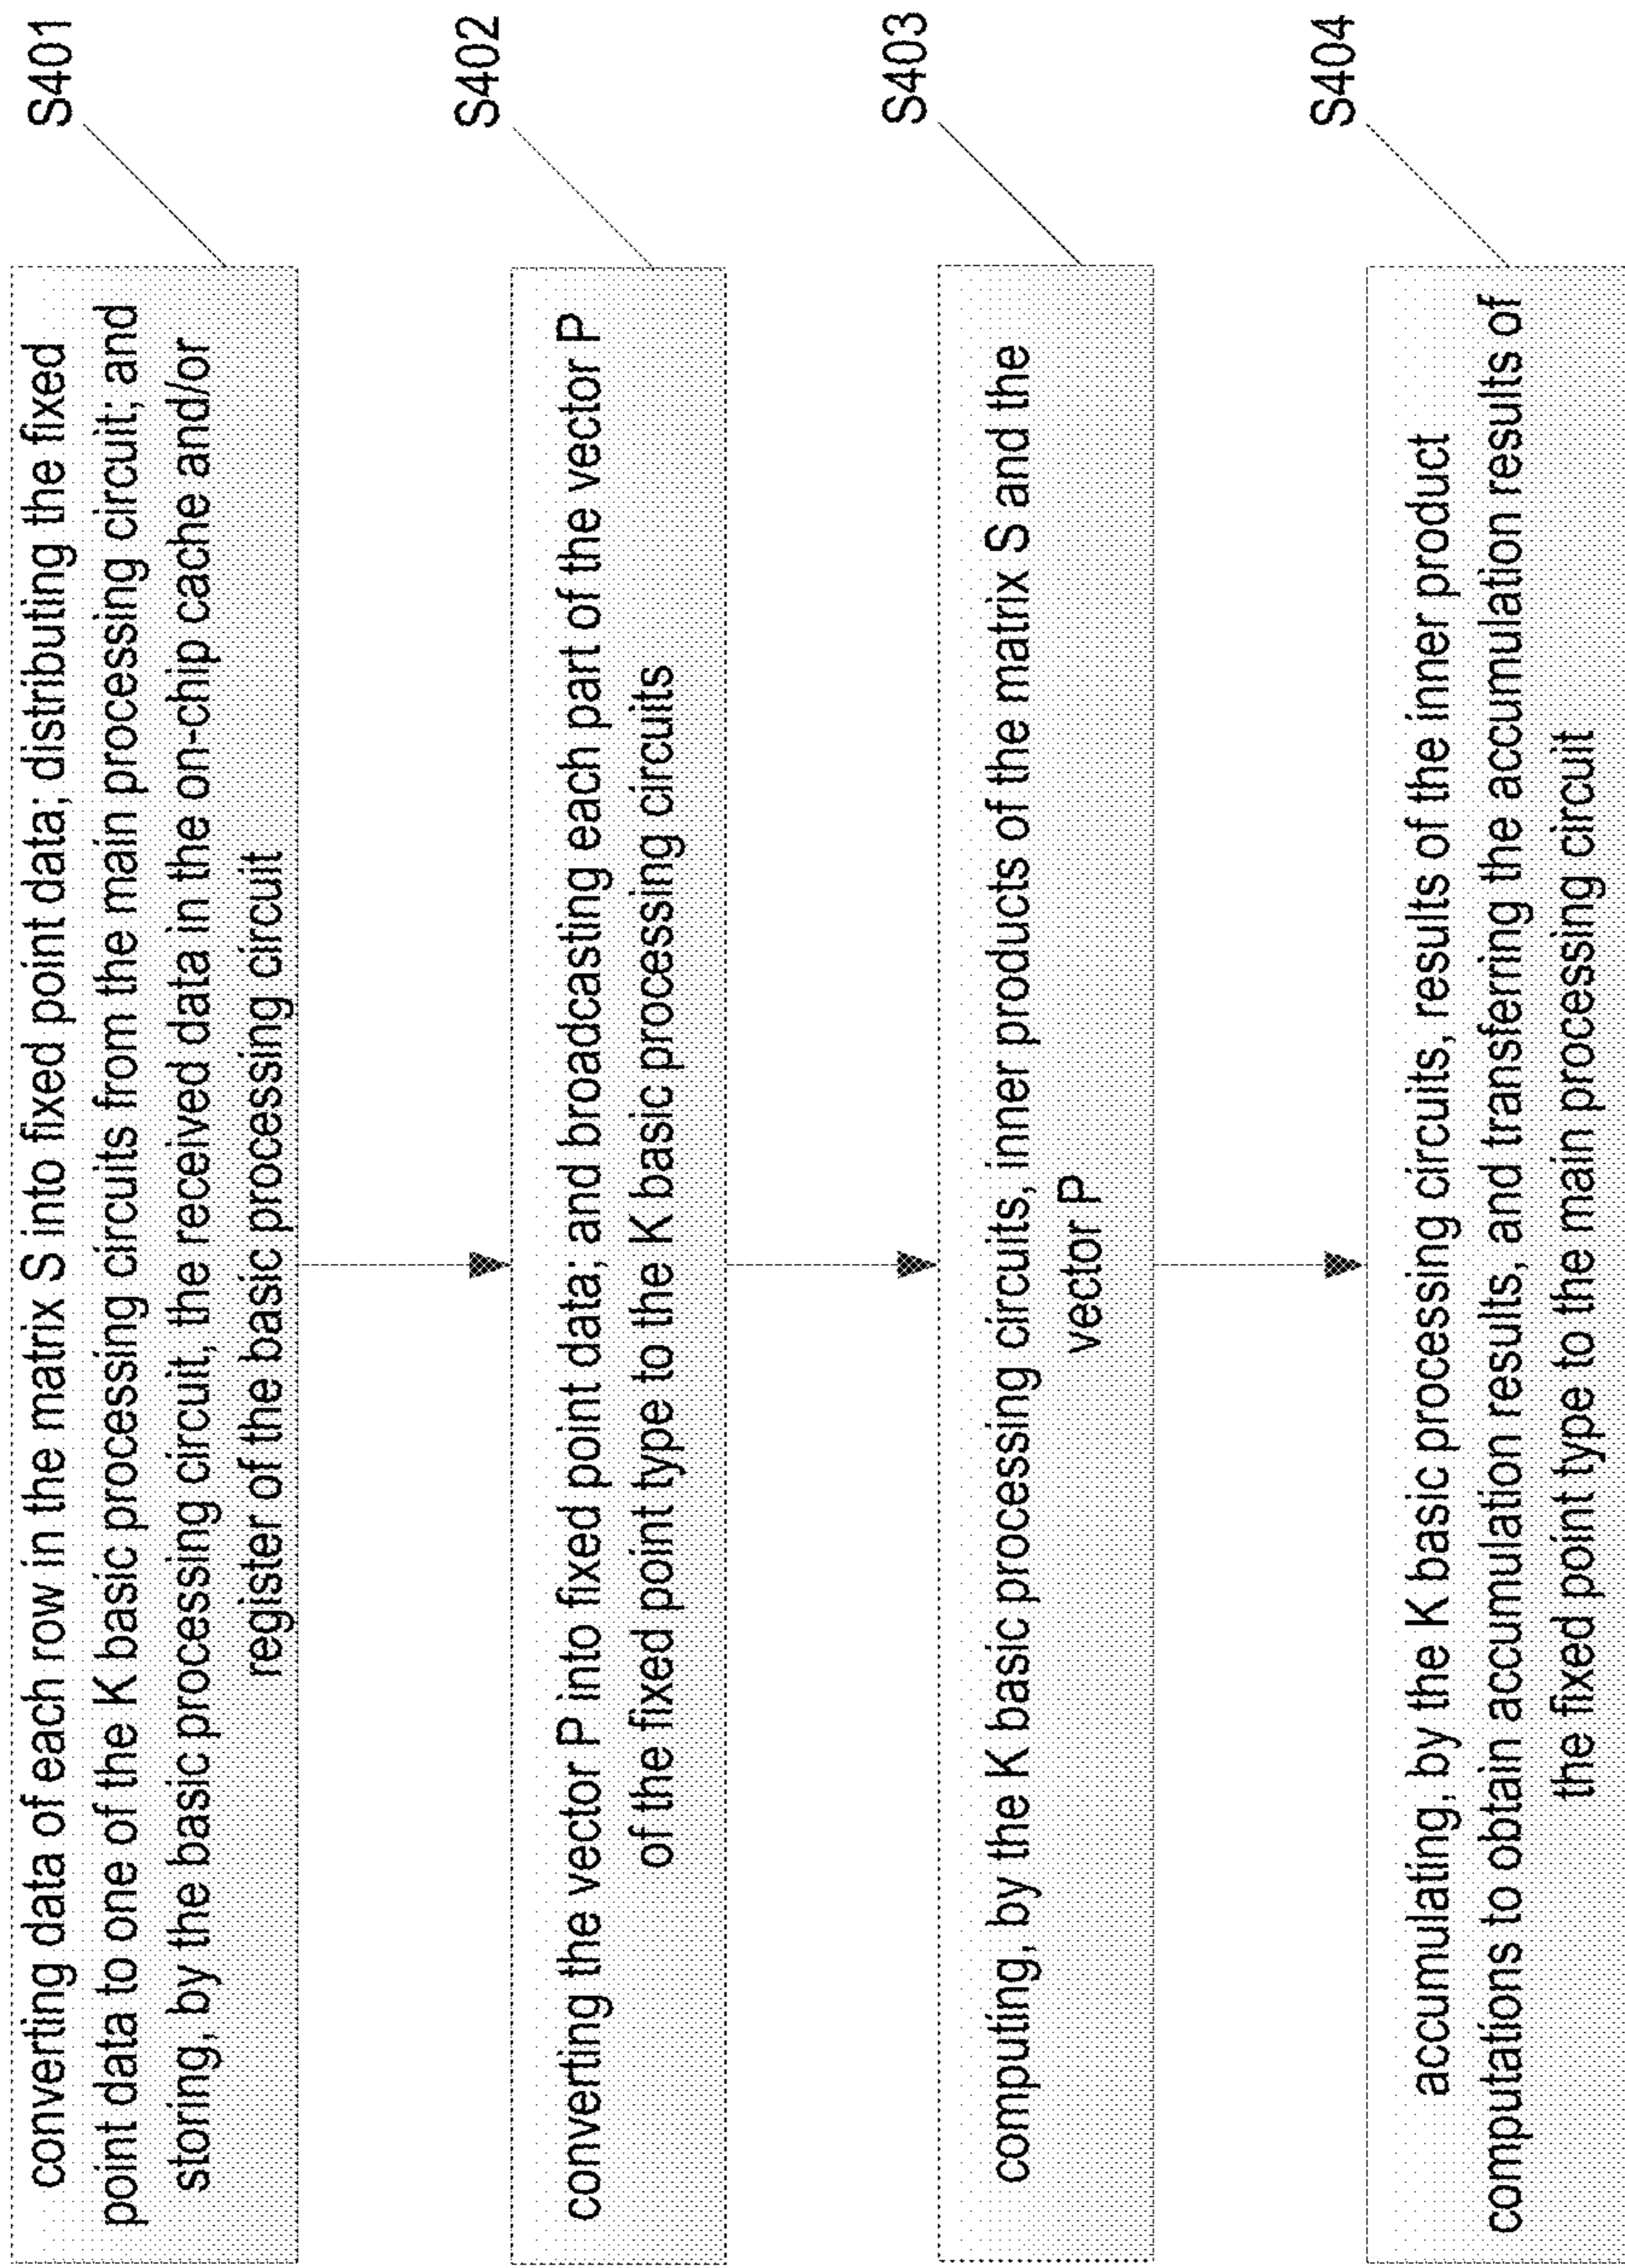 S401
converting data of each row in the matrix S into fixed point data; distributing the fixed
point data to one of the K basic processing circuits from the main processing circuit; and
storing, by the basic processing circuit, the received data in the on-chip cache and/or
register of the basic processing circuit
S402
converting the vector P into fixed point data; and broadcasting each part of the vector P
of the fixed point type to the K basic processing circuits
S403
computing, by the K basic processing circuits, inner products of the matrix S and the
vector P
S404
accumulating, by the K basic processing circuits, results of the inner product
computations to obtain accumulation results, and transferring the accumulation results of
the fixed point type to the main processing circuit